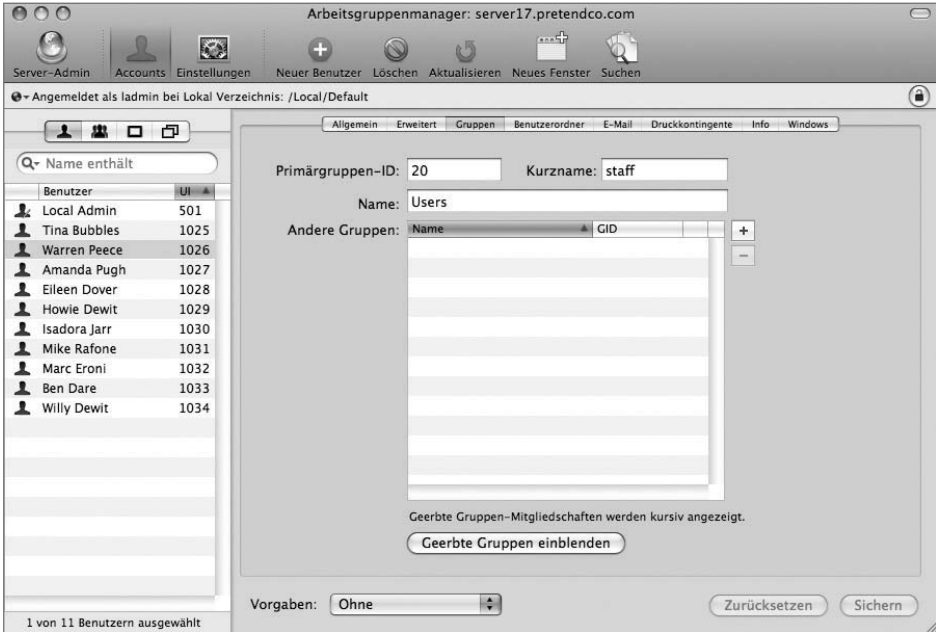 Arbeitsgruppenmanager: server17.pretendco.com
Server-Admin Accounts Einstellungen Neuer Benutzer Löschen Aktualisieren Neues Fenster Suchen
Angemeldet als ladmin bei Lokal Verzeichnis: /Local/Default
Allgemein Erweitert Gruppen Benutzerordner E-Mail Druckkontingente Info Windows
Name enthält
Benutzer UI
Local Admin 501
Tina Bubbles 1025
Warren Peece 1026
Amanda Pugh 1027
Eileen Dover 1028
Howie Dewit 1029
Isadora Jarr 1030
Mike Rafone 1031
Marc Eroni 1032
Ben Dare 1033
Willy Dewit 1034
1 von 11 Benutzern ausgewählt
Primärgruppen-ID: 20 Kurzname: staff
Name: Users
Andere Gruppen: Name GID
Geerbte Gruppen-Mitgliedschaften werden kursiv angezeigt.
Geerbte Gruppen einblenden
Vorgaben: Ohne Zurücksetzen Sichern